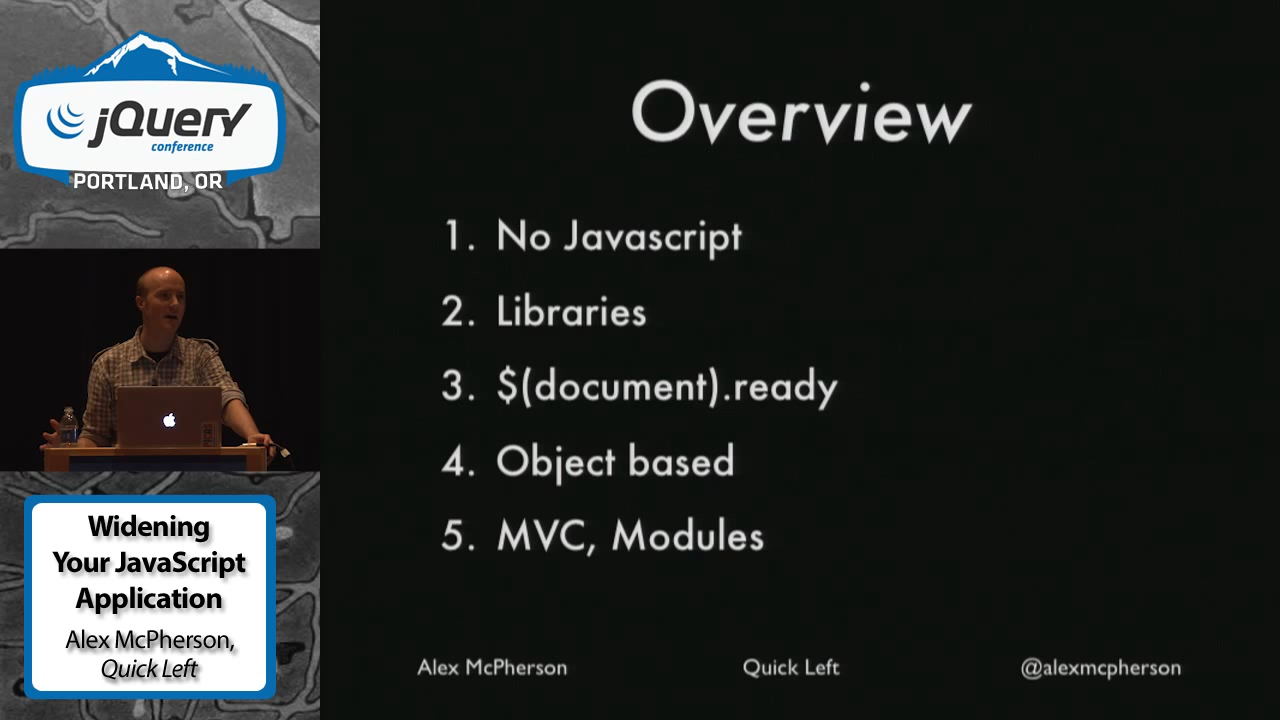 jQuery
conference
PORTLAND, OR
Widening
Your JavaScript
Application
Alex McPherson,
Quick Left
Overview
1. No Javascript
2. Libraries
3. $(document).ready
4. Object based
5. MVC, Modules
Alex McPherson
Quick Left
@alexmcpherson